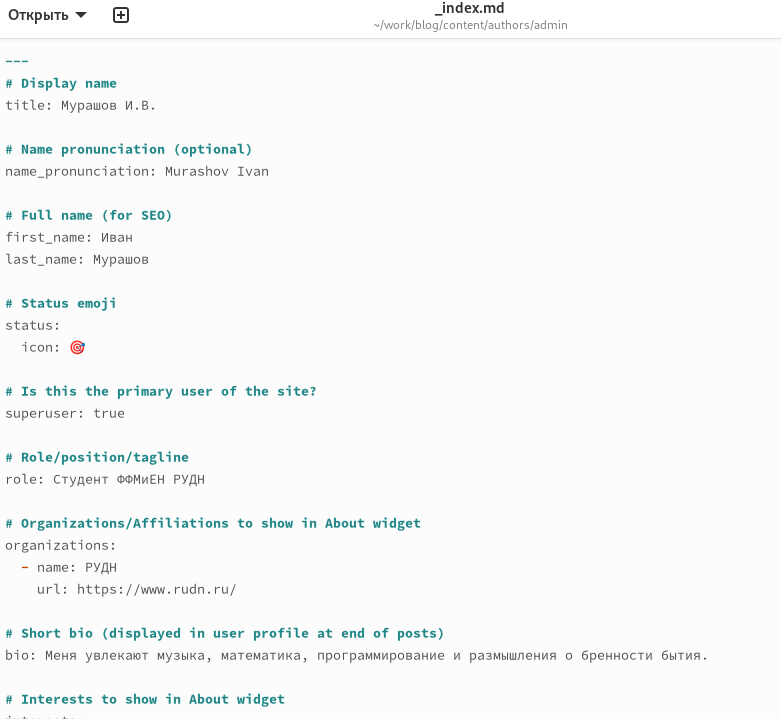 Открыть
_index.md
~/work/blog/content/authors/admin
---
# Display name
title: Мурашов И.В.
# Name pronunciation (optional)
name_pronunciation: Murashov Ivan
# Full name (for SEO)
first_name: Иван
last_name: Мурашов
# Status emoji
status:
  icon: 🎯
# Is this the primary user of the site?
superuser: true
# Role/position/tagline
role: Студент ФФМиЕН РУДН
# Organizations/Affiliations to show in About widget
organizations:
  - name: РУДН
    url: https://www.rudn.ru/
# Short bio (displayed in user profile at end of posts)
bio: Меня увлекают музыка, математика, программирование и размышления о бренности бытия.
# Interests to show in About widget